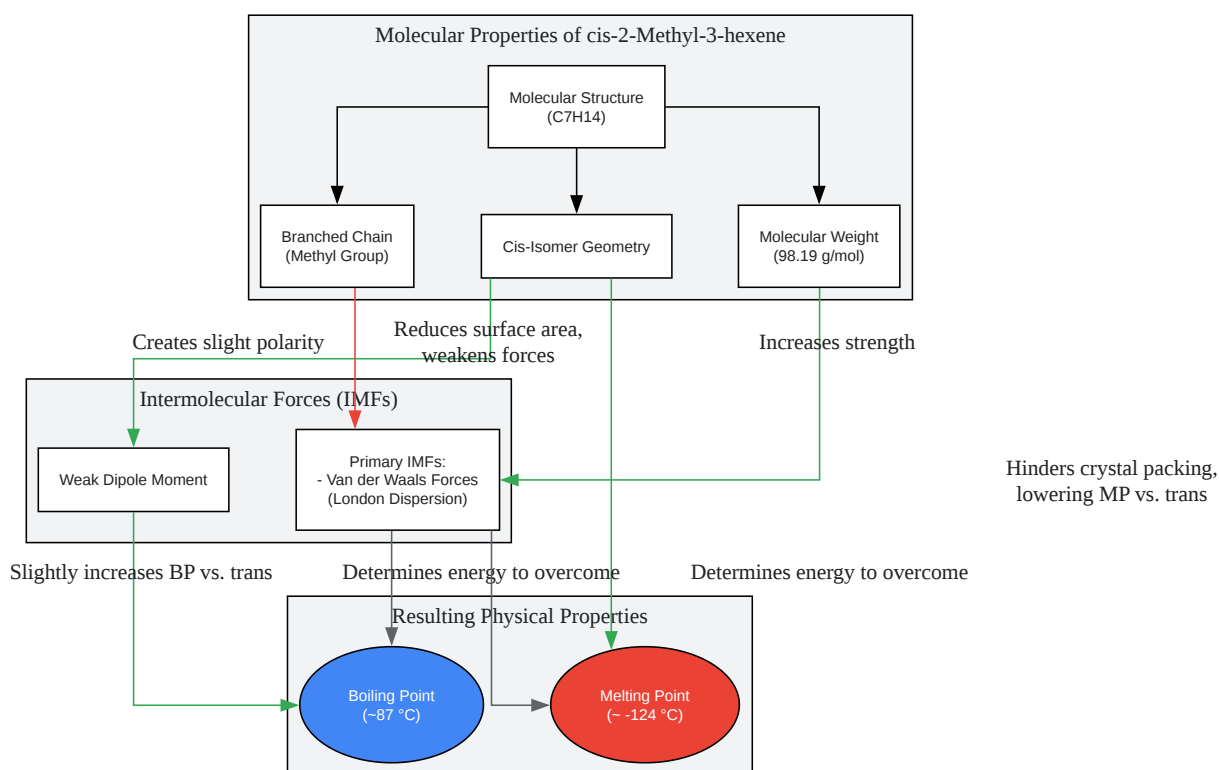 Molecular Properties of cis-2-Methyl-3-hexene
Molecular Structure
(C7H14)
Branched Chain
(Methyl Group)
Cis-Isomer Geometry
Molecular Weight
(98.19 g/mol)
Creates slight polarity
Reduces surface area,
weakens forces
Increases strength
Intermolecular Forces (IMFs)
Weak Dipole Moment
Primary IMFs:
- Van der Waals Forces
(London Dispersion)
Hinders crystal packing,
lowering MP vs. trans
Slightly increases BP vs. trans
Determines energy to overcome
Determines energy to overcome
Resulting Physical Properties
Boiling Point
(~87 °C)
Melting Point
(~ -124 °C)